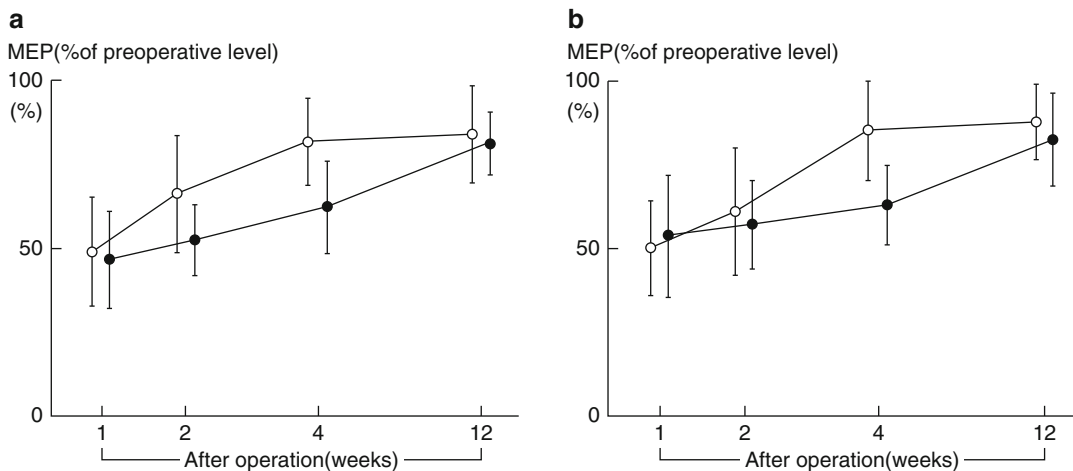 a
MEP(%of preoperative level)
100
(%)
50
0
1 2 4 12
After operation(weeks)
b
MEP(%of preoperative level)
100
(%)
50
0
1 2 4 12
After operation(weeks)